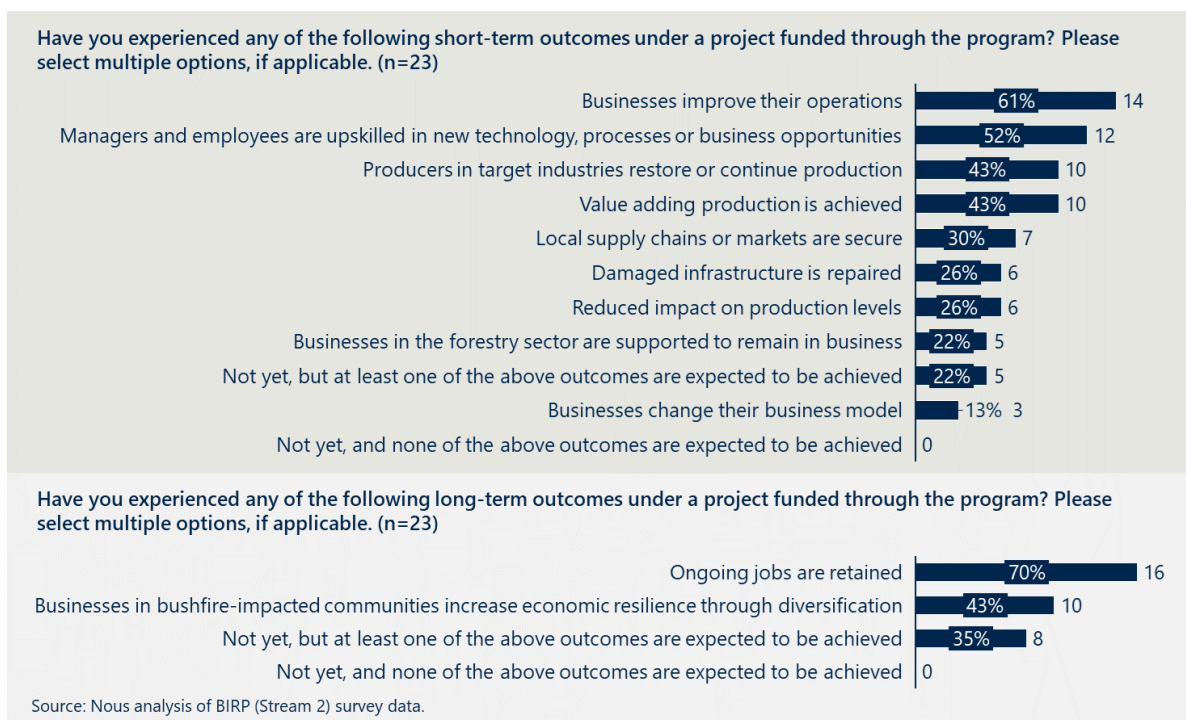 Have you experienced any of the following short-term outcomes under a project funded through the program? Please
select multiple options, if applicable. (n=23)
Businesses improve their operations 61% 14
Managers and employees are upskilled in new technology, processes or business opportunities 52% 12
Producers in target industries restore or continue production 43% 10
Value adding production is achieved 43% 10
Local supply chains or markets are secure 30% 7
Damaged infrastructure is repaired 26% 6
Reduced impact on production levels 26% 6
Businesses in the forestry sector are supported to remain in business 22% 5
Not yet, but at least one of the above outcomes are expected to be achieved 22% 5
Businesses change their business model 13% 3
Not yet, and none of the above outcomes are expected to be achieved 0
Have you experienced any of the following long-term outcomes under a project funded through the program? Please
select multiple options, if applicable. (n=23)
Ongoing jobs are retained 70% 16
Businesses in bushfire-impacted communities increase economic resilience through diversification 43% 10
Not yet, but at least one of the above outcomes are expected to be achieved 35% 8
Not yet, and none of the above outcomes are expected to be achieved 0
Source: Nous analysis of BIRP (Stream 2) survey data.